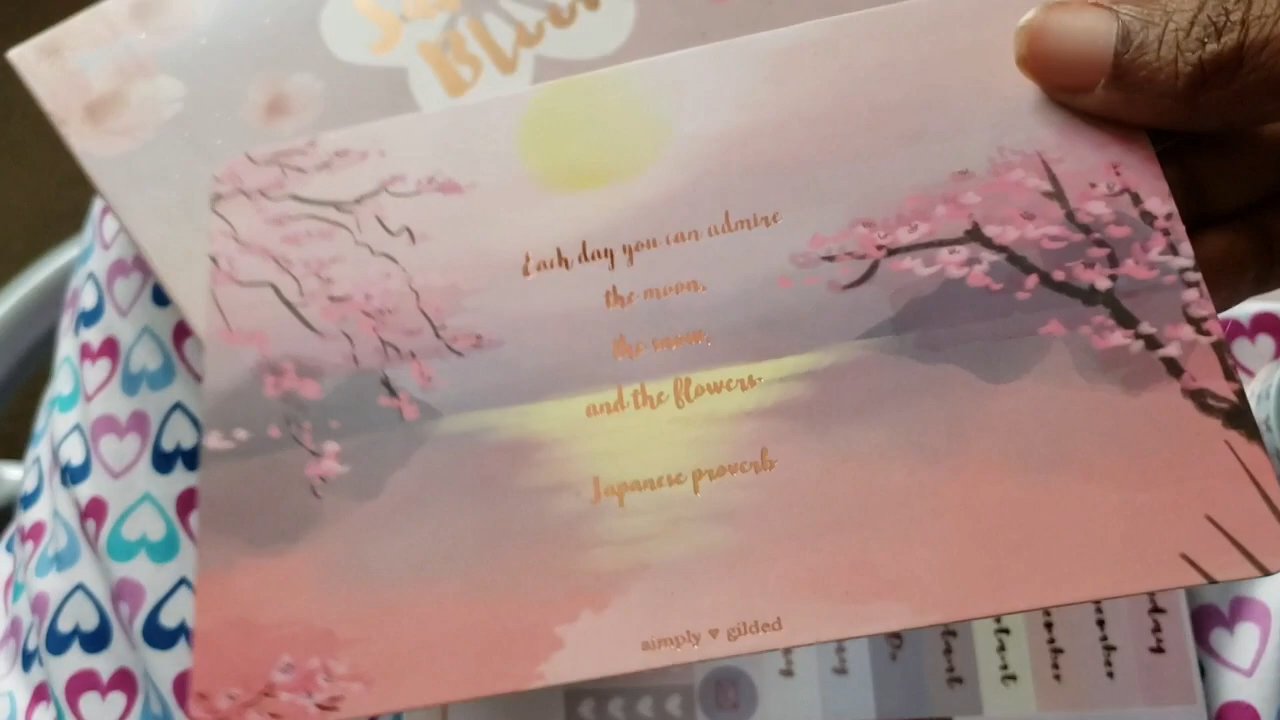 Each day you can admire
the moon,
the snow,
and the flowers.
Japanese proverb
simply ♥ gilded